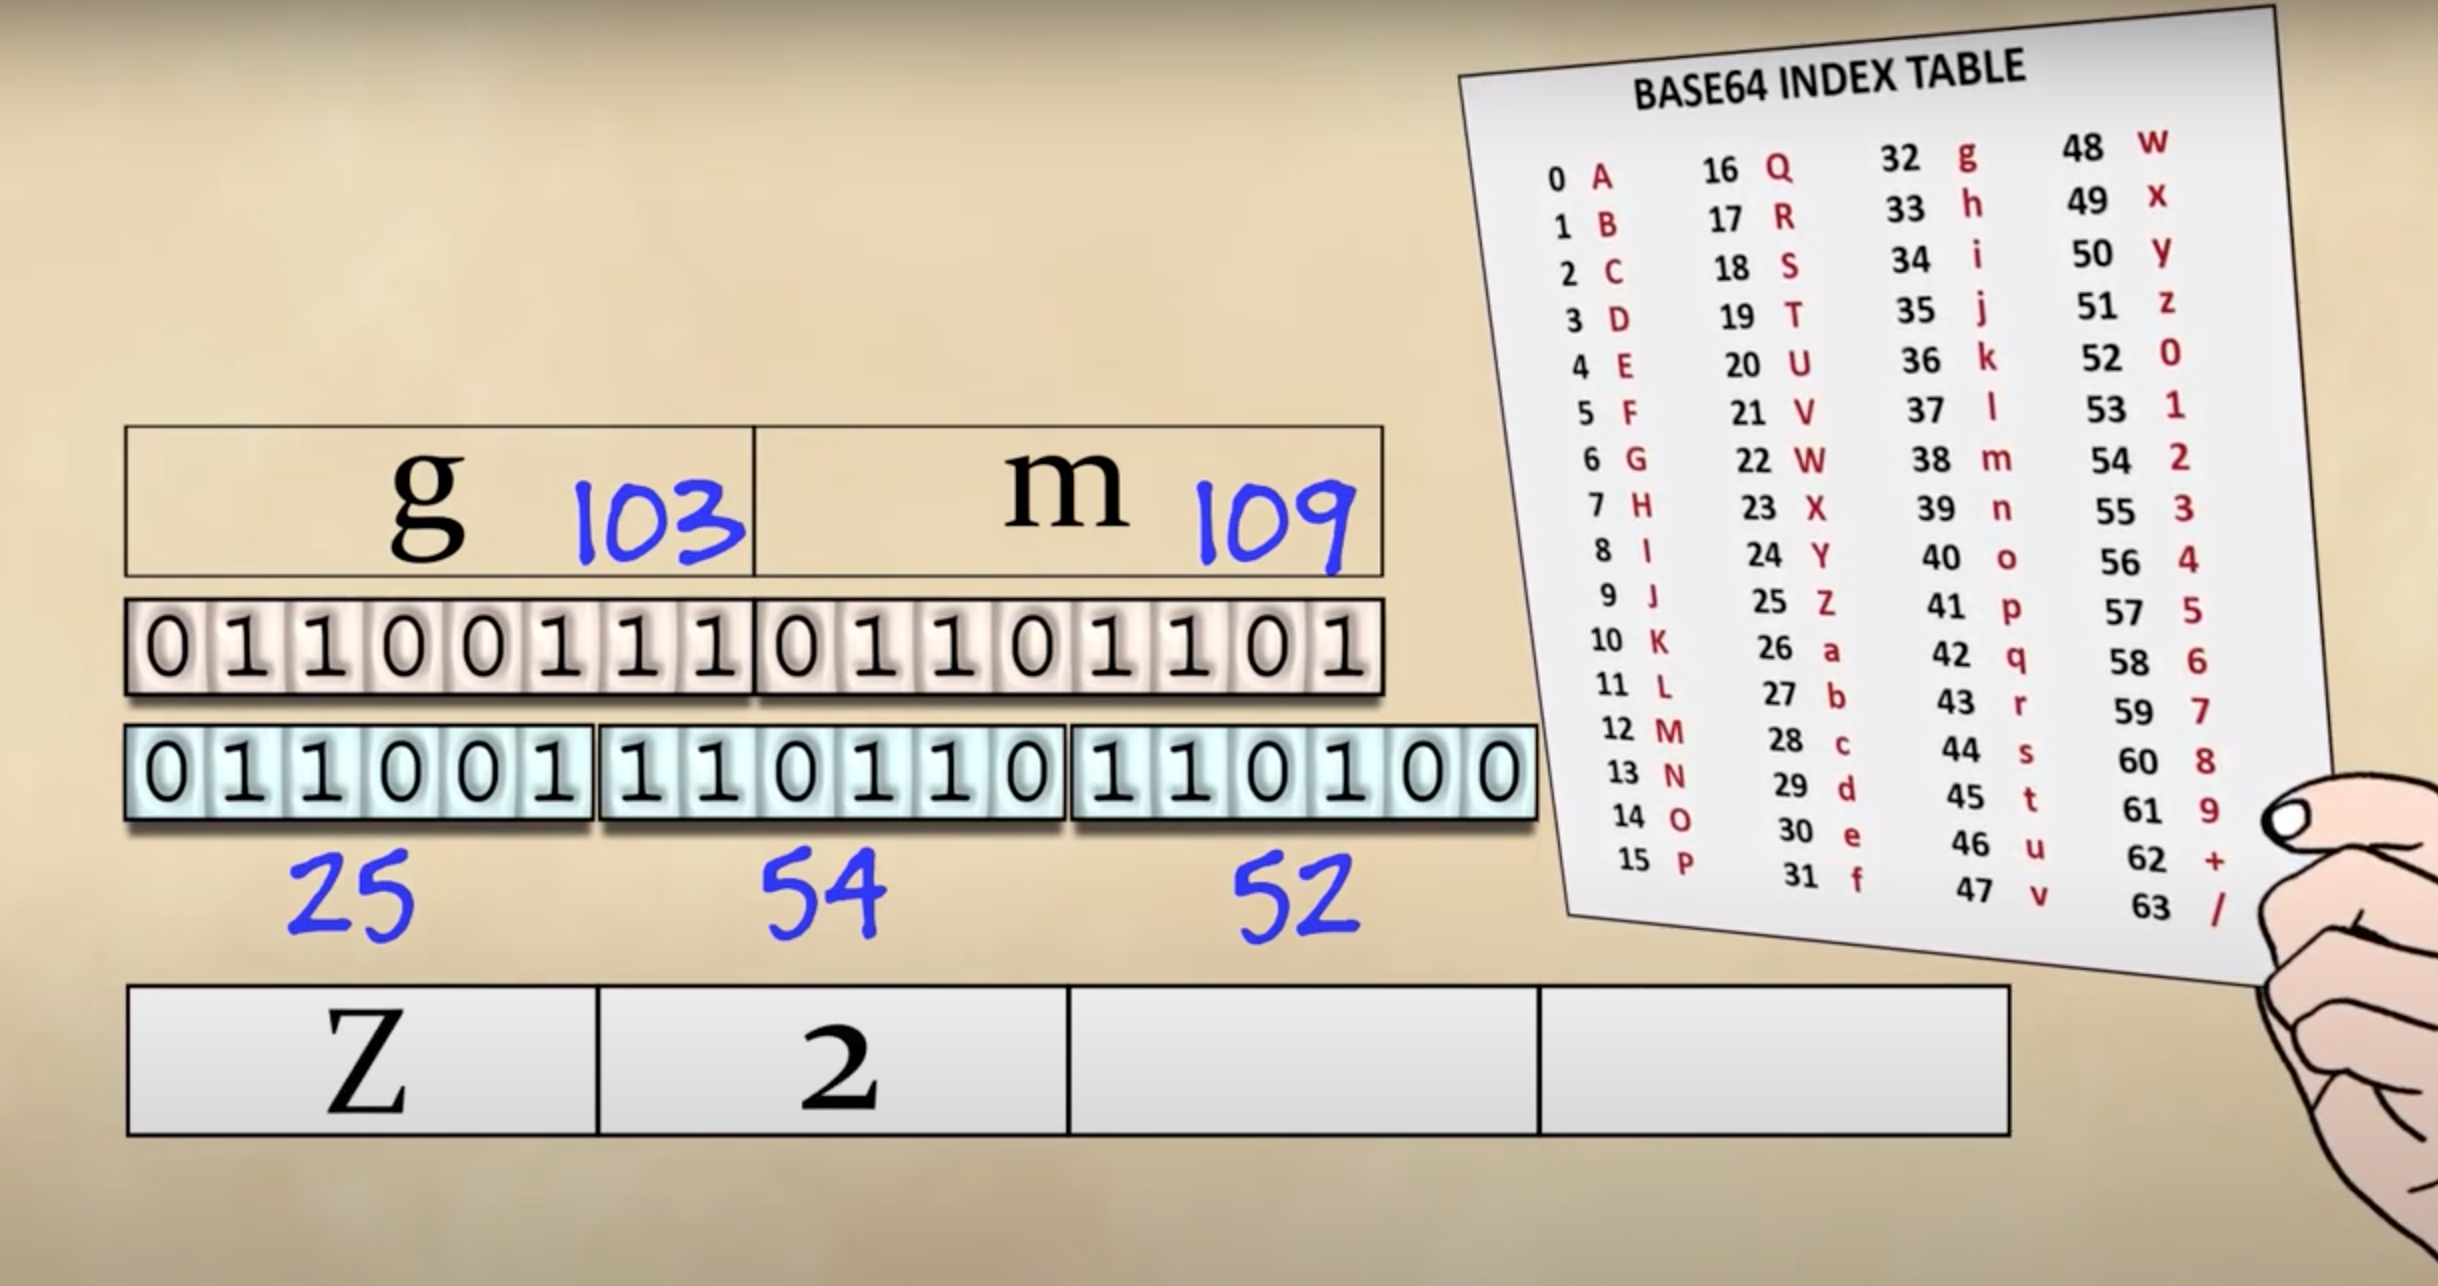 BASE64 INDEX TABLE
0 A 16 Q 32 g 48 w
1 B 17 R 33 h 49 x
2 C 18 S 34 i 50 y
3 D 19 T 35 j 51 z
4 E 20 U 36 k 52 0
5 F 21 V 37 l 53 1
6 G 22 W 38 m 54 2
7 H 23 X 39 n 55 3
8 I 24 Y 40 o 56 4
9 J 25 Z 41 p 57 5
10 K 26 a 42 q 58 6
11 L 27 b 43 r 59 7
12 M 28 c 44 s 60 8
13 N 29 d 45 t 61 9
14 O 30 e 46 u 62 +
15 P 31 f 47 v 63 /
g 103 m 109
0 1 1 0 0 1 1 1 0 1 1 0 1 1 0 1
0 1 1 0 0 1 1 1 0 1 1 0 1 1 0 1 0 0
25 54 52
Z 2